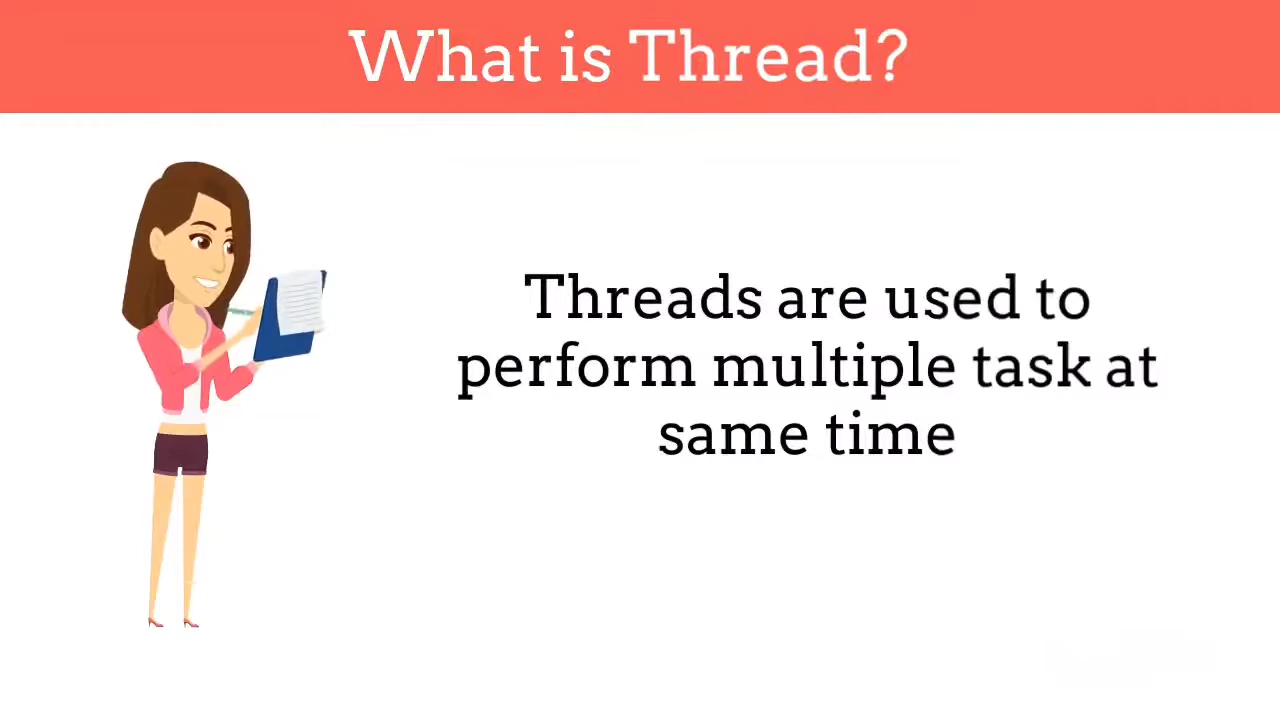 What is Thread?
Threads are used to
perform multiple task at
same time